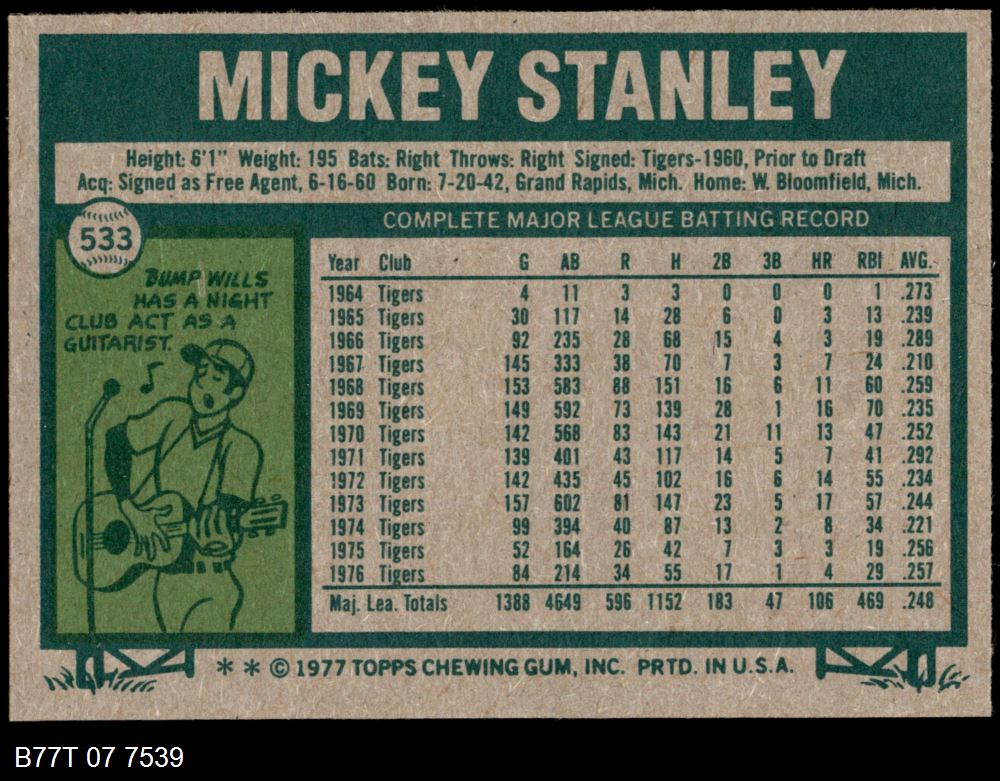 MICKEY STANLEY
Height: 6'1" Weight: 195 Bats: Right Throws: Right Signed: Tigers-1960, Prior to Draft
Acq: Signed as Free Agent, 6-16-60 Born: 7-20-42, Grand Rapids, Mich. Home: W. Bloomfield, Mich.
533
COMPLETE MAJOR LEAGUE BATTING RECORD
BUMP WILLS
HAS A NIGHT
CLUB ACT AS A
GUITARIST.
Year Club G AB R H 2B 3B HR RBI AVG.
1964 Tigers 4 11 3 3 0 0 0 1 .273
1965 Tigers 30 117 14 28 6 0 3 13 .239
1966 Tigers 92 235 28 68 15 4 3 19 .289
1967 Tigers 145 333 38 70 7 3 7 24 .210
1968 Tigers 153 583 88 151 16 6 11 60 .259
1969 Tigers 149 592 73 139 28 1 16 70 .235
1970 Tigers 142 568 83 143 21 11 13 47 .252
1971 Tigers 139 401 43 117 14 5 7 41 .292
1972 Tigers 142 435 45 102 16 6 14 55 .234
1973 Tigers 157 602 81 147 23 5 17 57 .244
1974 Tigers 99 394 40 87 13 2 8 34 .221
1975 Tigers 52 164 26 42 7 3 3 19 .256
1976 Tigers 84 214 34 55 17 1 4 29 .257
Maj. Lea. Totals 1388 4649 596 1152 183 47 106 469 .248
* * © 1977 TOPPS CHEWING GUM, INC. PRTD. IN U.S.A.
B77T 07 7539